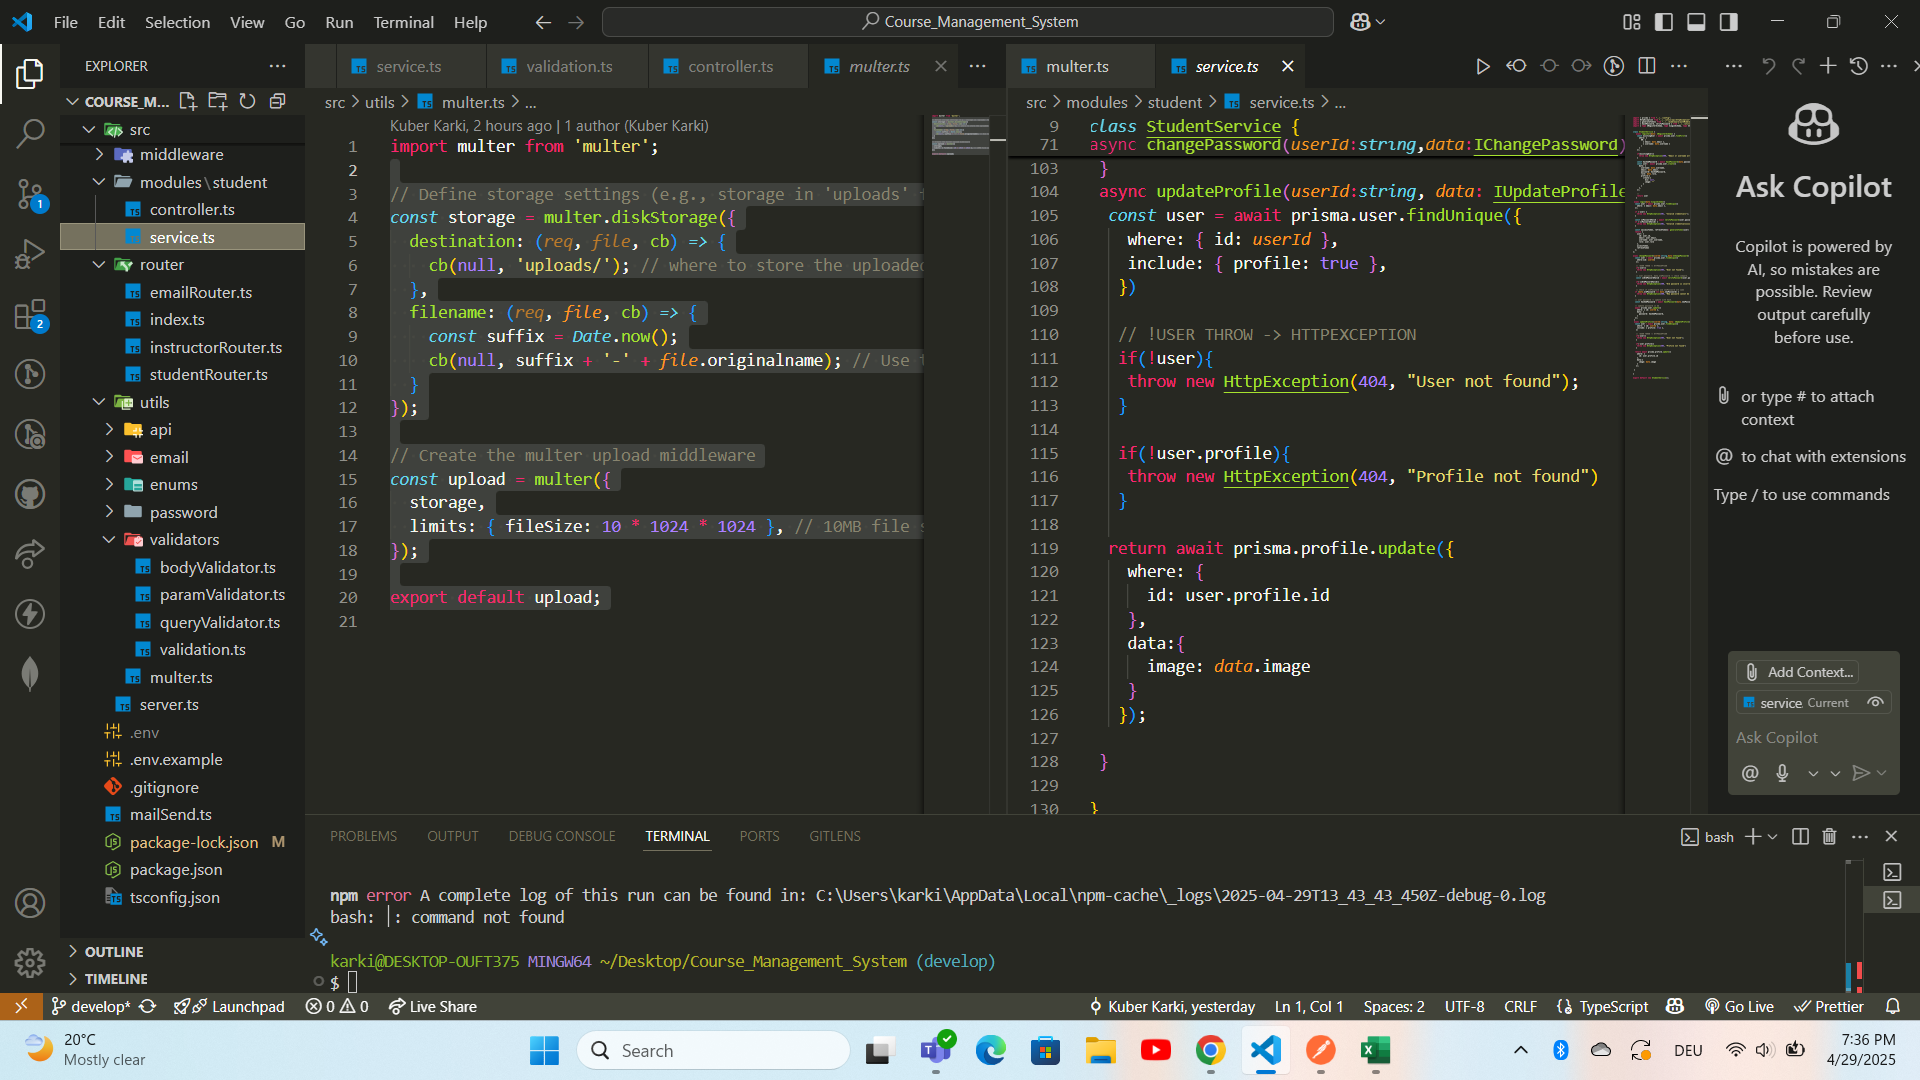 File Edit Selection View Go Run Terminal Help
Course_Management_System
EXPLORER
COURSE_M...
src
middleware
modules\student
controller.ts
service.ts
router
emailRouter.ts
index.ts
instructorRouter.ts
studentRouter.ts
utils
api
email
enums
password
validators
bodyValidator.ts
paramValidator.ts
queryValidator.ts
validation.ts
multer.ts
server.ts
.env
.env.example
.gitignore
mailSend.ts
package-lock.json M
package.json
tsconfig.json
OUTLINE
TIMELINE
1
2
service.ts validation.ts controller.ts multer.ts
src > utils > multer.ts > ...
Kuber Karki, 2 hours ago | 1 author (Kuber Karki)
1 import multer from 'multer';
2
3 // Define storage settings (e.g., storage in 'uploads'
4 const storage = multer.diskStorage({
5 destination: (req, file, cb) => {
6 cb(null, 'uploads/'); // where to store the uploaded
7 },
8 filename: (req, file, cb) => {
9 const suffix = Date.now();
10 cb(null, suffix + '-' + file.originalname); // Use
11 }
12 });
13
14 // Create the multer upload middleware
15 const upload = multer({
16 storage,
17 limits: { fileSize: 10 * 1024 * 1024 }, // 10MB file
18 });
19
20 export default upload;
21
multer.ts service.ts
src > modules > student > service.ts > ...
9 class StudentService {
71 async changePassword(userId:string,data:IChangePassword)
103 }
104 async updateProfile(userId:string, data: IUpdateProfile
105 const user = await prisma.user.findUnique({
106 where: { id: userId },
107 include: { profile: true },
108 })
109
110 // !USER THROW -> HTTPEXCEPTION
111 if(!user){
112 throw new HttpException(404, "User not found");
113 }
114
115 if(!user.profile){
116 throw new HttpException(404, "Profile not found")
117 }
118
119 return await prisma.profile.update({
120 where: {
121 id: user.profile.id
122 },
123 data:{
124 image: data.image
125 }
126 });
127
128 }
129
130 }
Ask Copilot
Copilot is powered by
AI, so mistakes are
possible. Review
output carefully
before use.
or type # to attach
context
@ to chat with extensions
Type / to use commands
Add Context...
service. Current
Ask Copilot
PROBLEMS OUTPUT DEBUG CONSOLE TERMINAL PORTS GITLENS
bash
npm error A complete log of this run can be found in: C:\Users\karki\AppData\Local\npm-cache\_logs\2025-04-29T13_43_43_450Z-debug-0.log
bash: |: command not found
karki@DESKTOP-OUFT375 MINGW64 ~/Desktop/Course_Management_System (develop)
$
develop* Launchpad 0 0 Live Share
Kuber Karki, yesterday Ln 1, Col 1 Spaces: 2 UTF-8 CRLF {} TypeScript Go Live Prettier
20°C
Mostly clear
Search
DEU
7:36 PM
4/29/2025